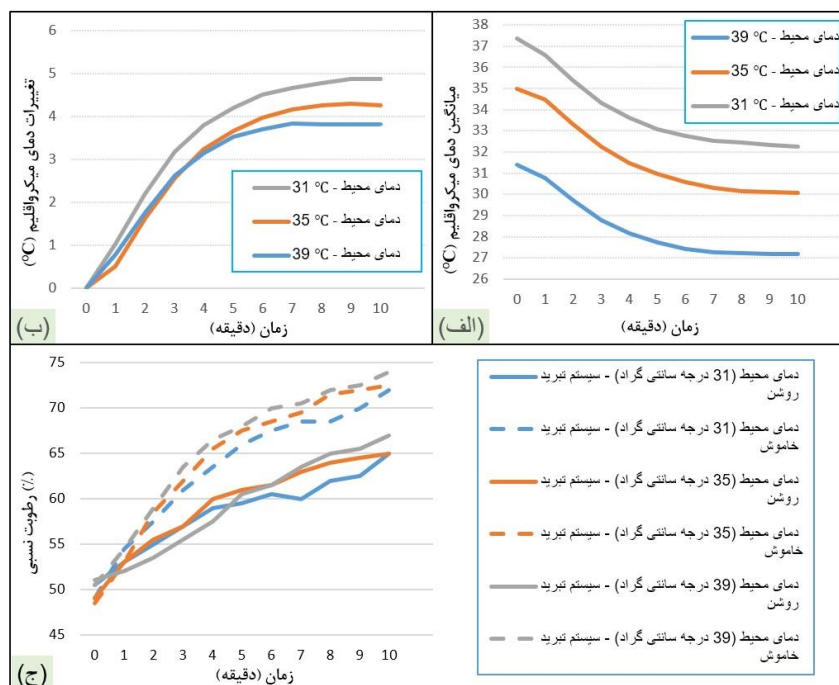 38
37
36
35
34
33
32
31
30
29
28
27
26
0 1 2 3 4 5 6 7 8 9 10
میانگین دمای میکرواقلیم (°C)
زمان (دقیقه)
دمای محیط - 39 °C
دمای محیط - 35 °C
دمای محیط - 31 °C
(الف)
6
5
4
3
2
1
0
0 1 2 3 4 5 6 7 8 9 10
تغییرات دمای میکرواقلیم (°C)
زمان (دقیقه)
دمای محیط - 31 °C
دمای محیط - 35 °C
دمای محیط - 39 °C
(ب)
75
70
65
60
55
50
45
0 1 2 3 4 5 6 7 8 9 10
رطوبت نسبی (٪)
زمان (دقیقه)
(ج)
دمای محیط (31 درجه سانتی گراد) - سیستم تبرید
روشن
دمای محیط (31 درجه سانتی گراد) - سیستم تبرید
خاموش
دمای محیط (35 درجه سانتی گراد) - سیستم تبرید
روشن
دمای محیط (35 درجه سانتی گراد) - سیستم تبرید
خاموش
دمای محیط (39 درجه سانتی گراد) - سیستم تبرید
روشن
دمای محیط (39 درجه سانتی گراد) - سیستم تبرید
خاموش